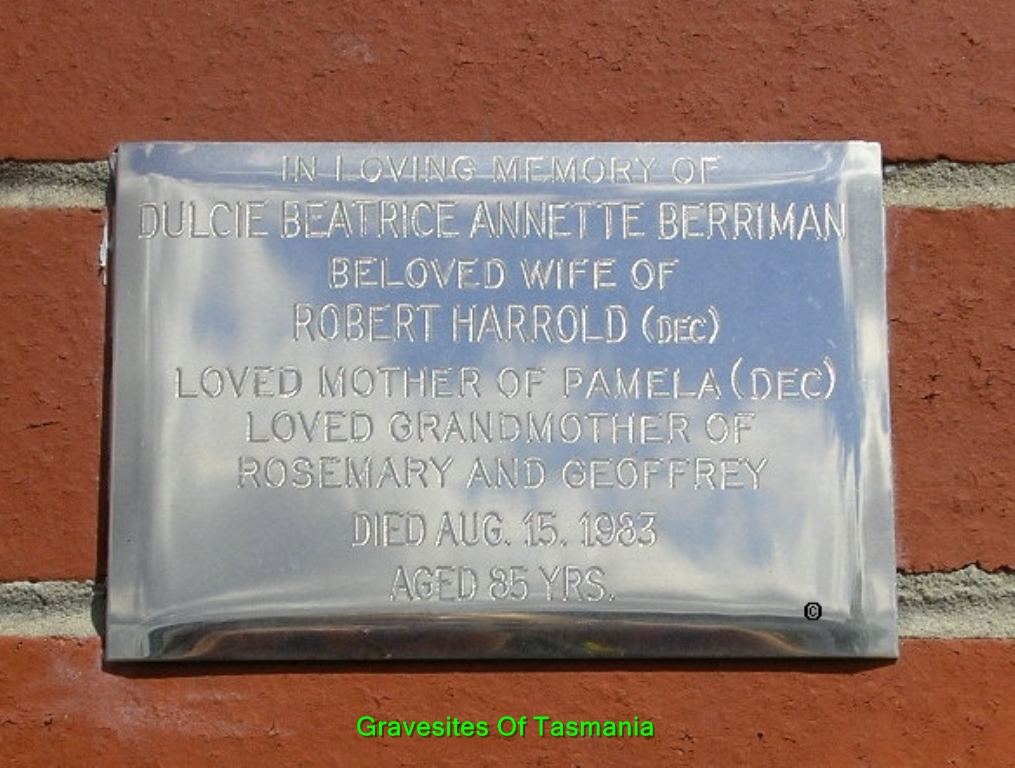 IN LOVING MEMORY OF
DULCIE BEATRICE ANNETTE BERRIMAN
BELOVED WIFE OF
ROBERT HARROLD (DEC)
LOVED MOTHER OF PAMELA (DEC)
LOVED GRANDMOTHER OF
ROSEMARY AND GEOFFREY
DIED AUG. 15. 1983
AGED 85 YRS.
©
Gravesites Of Tasmania